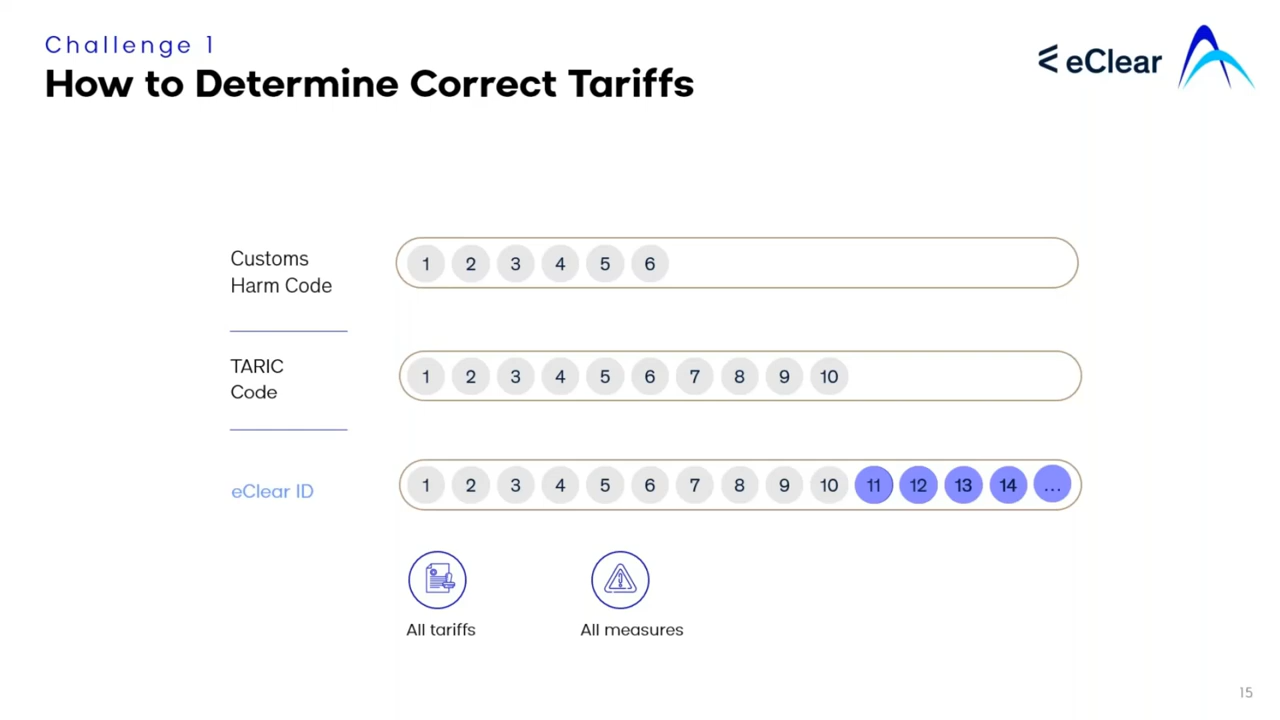 Challenge 1
How to Determine Correct Tariffs
eClear
Customs
Harm Code
1 2 3 4 5 6
TARIC
Code
1 2 3 4 5 6 7 8 9 10
eClear ID
1 2 3 4 5 6 7 8 9 10 11 12 13 14 ...
All tariffs
All measures
15